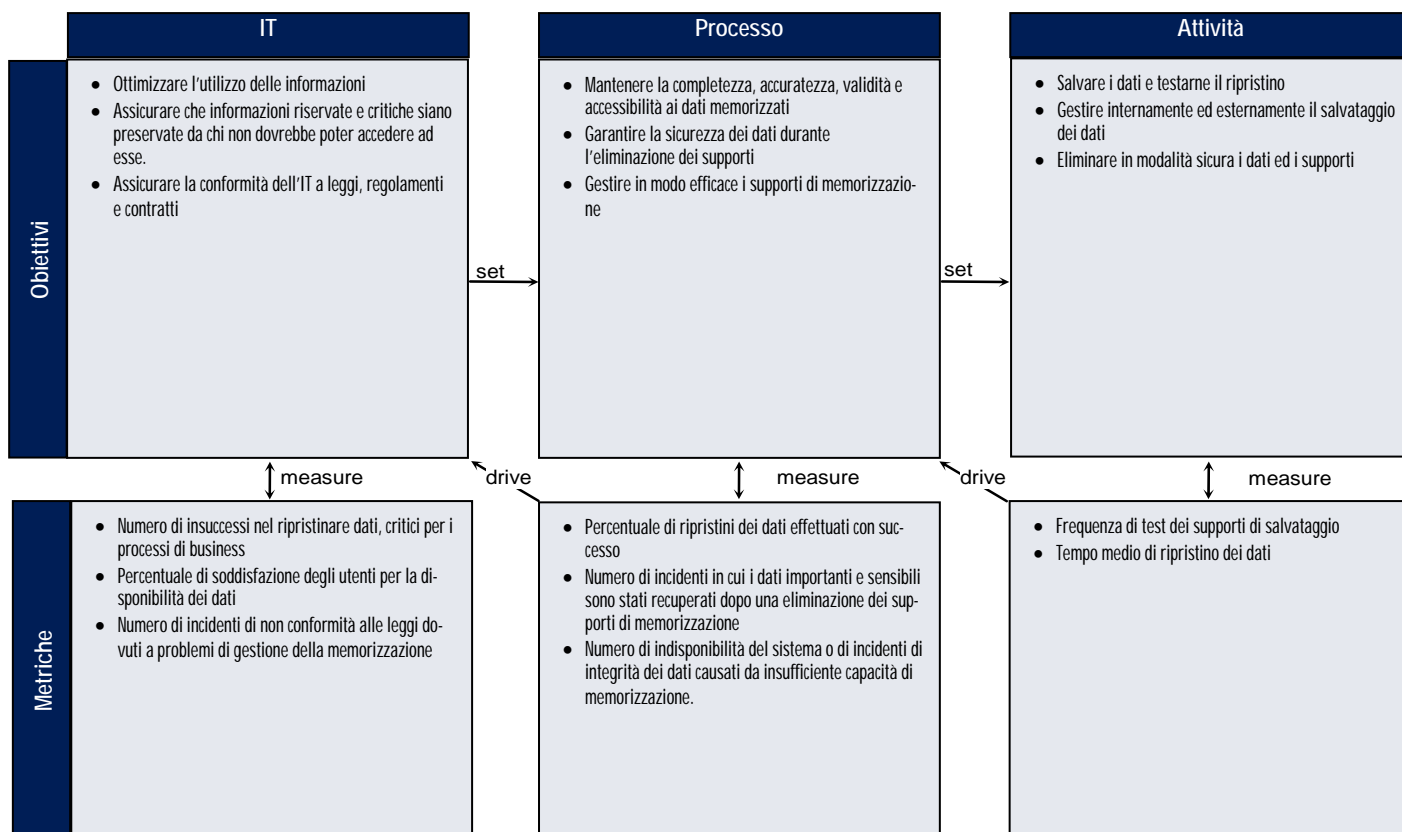 IT
Processo
Attività
Obiettivi
• Ottimizzare l'utilizzo delle informazioni
• Assicurare che informazioni riservate e critiche siano
preservate da chi non dovrebbe poter accedere ad
esse.
• Assicurare la conformità dell'IT a leggi, regolamenti
e contratti
set
• Mantenere la completezza, accuratezza, validità e
accessibilità ai dati memorizzati
• Garantire la sicurezza dei dati durante
l'eliminazione dei supporti
• Gestire in modo efficace i supporti di memorizzazio-
ne
set
• Salvare i dati e testarne il ripristino
• Gestire internamente ed esternamente il salvataggio
dei dati
• Eliminare in modalità sicura i dati ed i supporti
measure
drive
measure
drive
measure
Metriche
• Numero di insuccessi nel ripristinare dati, critici per i
processi di business
• Percentuale di soddisfazione degli utenti per la di-
sponibilità dei dati
• Numero di incidenti di non conformità alle leggi do-
vuti a problemi di gestione della memorizzazione
• Percentuale di ripristini dei dati effettuati con suc-
cesso
• Numero di incidenti in cui i dati importanti e sensibili
sono stati recuperati dopo una eliminazione dei sup-
porti di memorizzazione
• Numero di indisponibilità del sistema o di incidenti di
integrità dei dati causati da insufficiente capacità di
memorizzazione.
• Frequenza di test dei supporti di salvataggio
• Tempo medio di ripristino dei dati